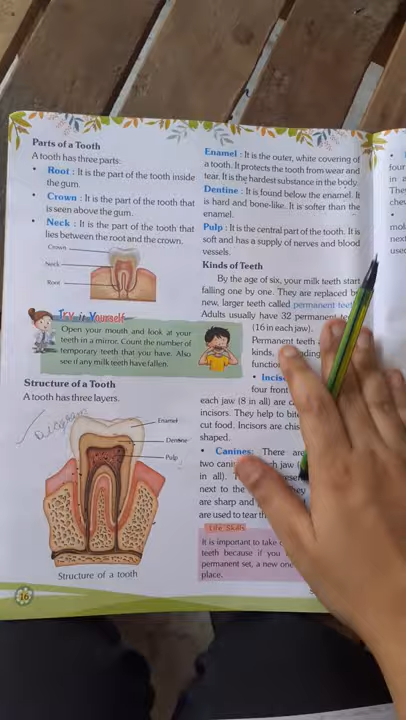 Parts of a Tooth
A tooth has three parts:
• Root : It is the part of the tooth inside
the gum.
• Crown : It is the part of the tooth that
is seen above the gum.
• Neck : It is the part of the tooth that
lies between the root and the crown.
Crown
Neck
Root
Try it Yourself
Open your mouth and look at your
teeth in a mirror. Count the number of
temporary teeth that you have. Also
see if any milk teeth have fallen.
Structure of a Tooth
A tooth has three layers.
Diagram
Enamel
Dentine
Pulp
Structure of a tooth
16
Enamel : It is the outer, white covering of
a tooth. It protects the tooth from wear and
tear. It is the hardest substance in the body.
Dentine : It is found below the enamel. It
is hard and bone-like. It is softer than the
enamel.
Pulp : It is the central part of the tooth. It is
soft and has a supply of nerves and blood
vessels.
Kinds of Teeth
By the age of six, your milk teeth start
falling one by one. They are replaced by
new, larger teeth called permanent teeth.
Adults usually have 32 permanent
(16 in each jaw).
Permanent teeth
kinds,
function
• Incis
four front
each jaw (8 in all) are
incisors. They help to bite
cut food. Incisors are
shaped.
• Canines: There are
two jaw
in all).
next to the
are sharp and
are used to tear
Life Skills
It is important to take
teeth because if you
permanent set, a new one
place.
four
in a
They
•
next
used